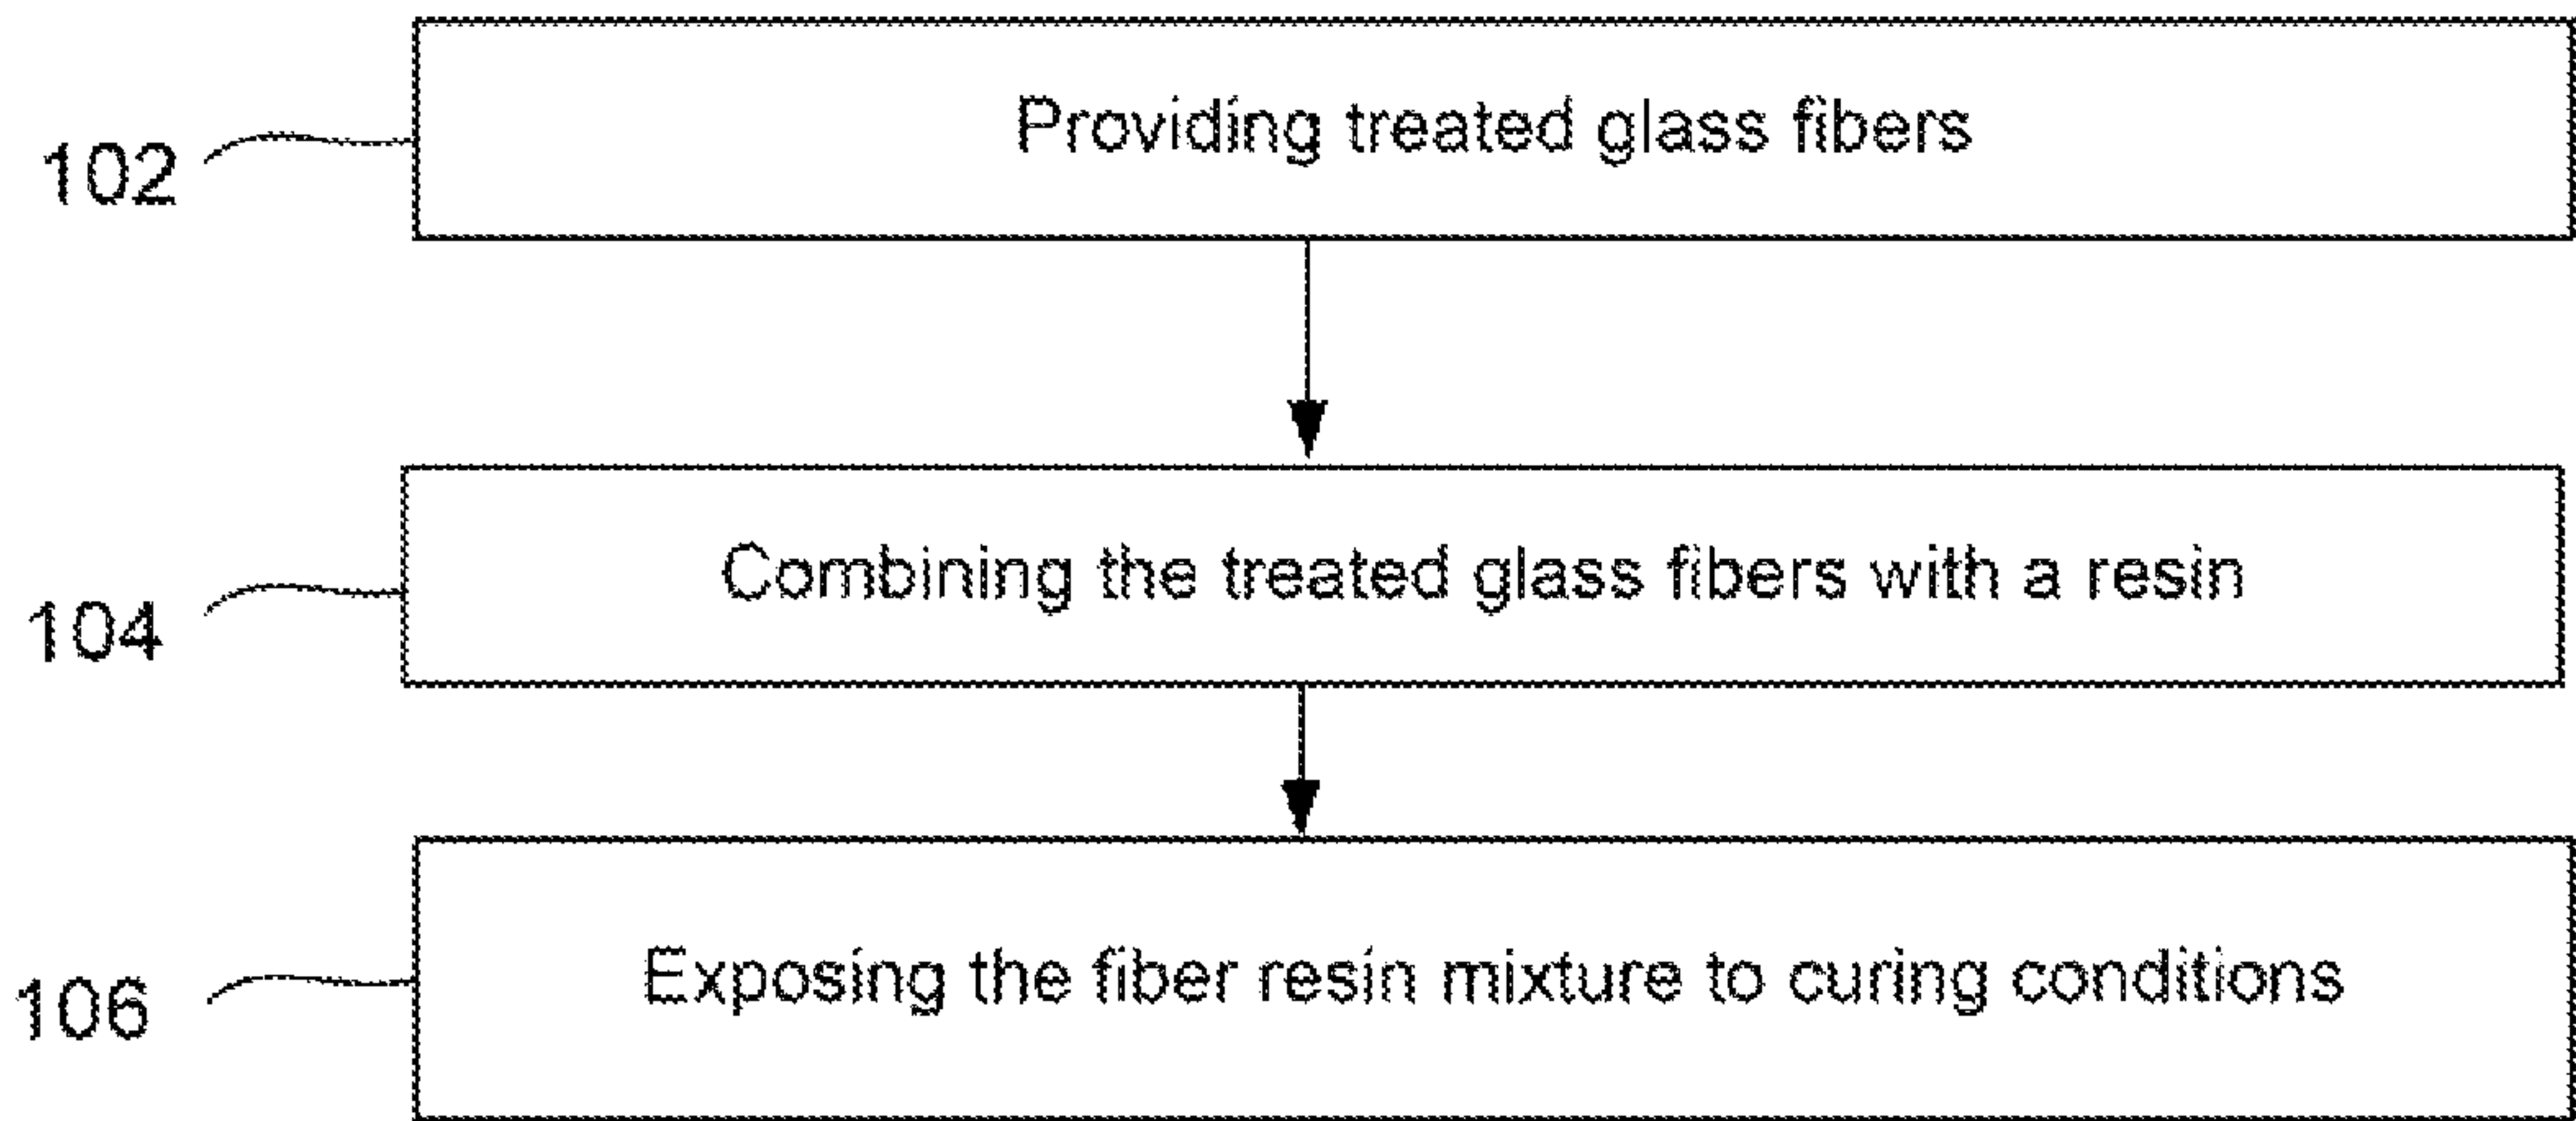 Providing treated glass fibers
102
Combining the treated glass fibers with a resin
104
Exposing the fiber resin mixture to curing conditions
106